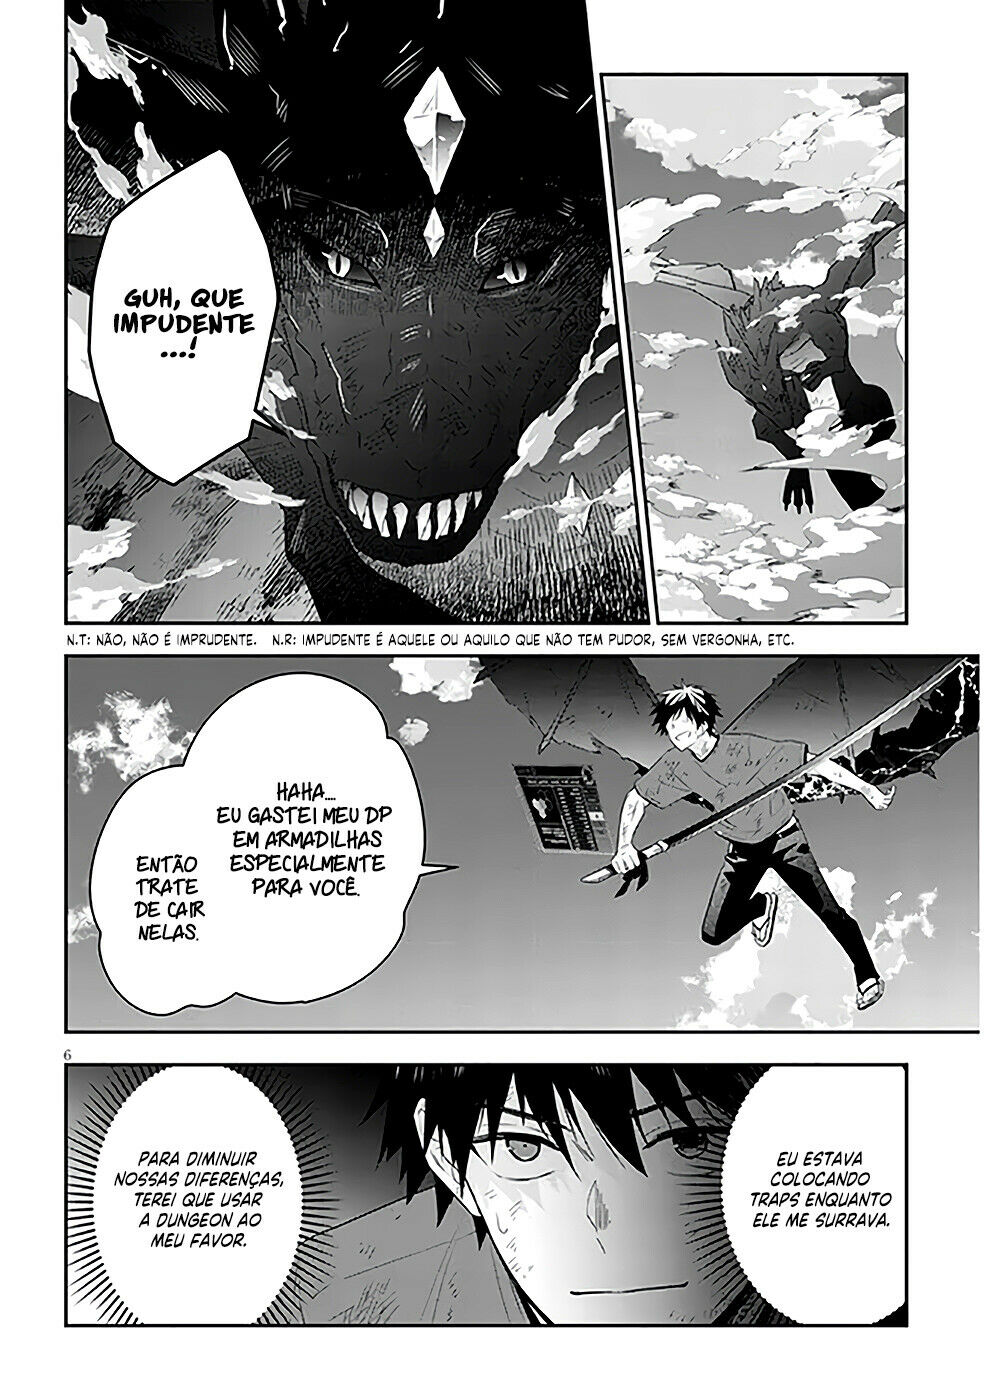 GUH, QUE
IMPUDENTE
....!
N.T: NÃO, NÃO É IMPRUDENTE. N.R: IMPUDENTE É AQUELE OU AQUILO QUE NÃO TEM PUDOR, SEM VERGONHA, ETC.
HAHA....
EU GASTEI MEU DP
EM ARMADILHAS
ESPECIALMENTE
PARA VOCÊ.
ENTÃO
TRATE
DE CAIR
NELAS.
6
EU ESTAVA
COLOCANDO
TRAPS ENQUANTO
ELE ME SURRAVA.
PARA DIMINUIR
NOSSAS DIFERENÇAS,
TEREI QUE USAR
A DUNGEON AO
MEU FAVOR.